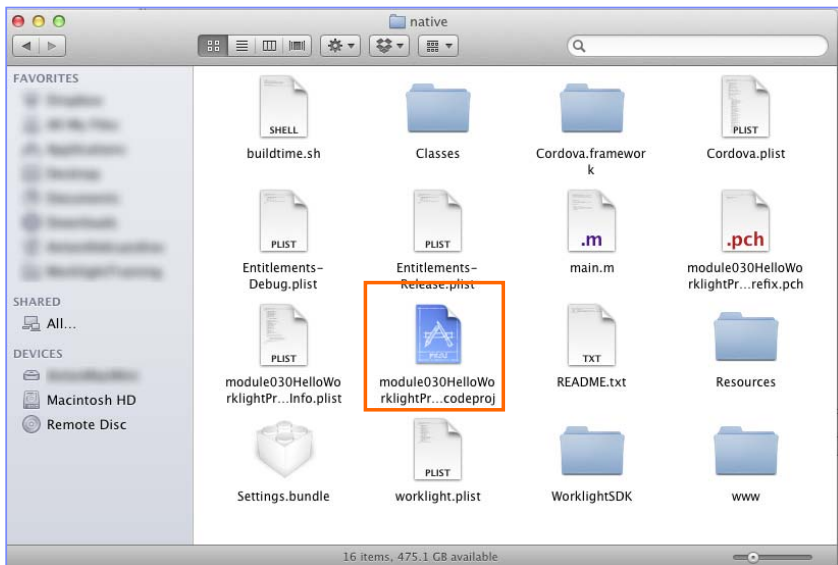 native
FAVORITES
SHARED
All...
DEVICES
Macintosh HD
Remote Disc
SHELL
buildtime.sh
Classes
Cordova.framewor
k
PLIST
Cordova.plist
PLIST
Entitlements-
Debug.plist
PLIST
Entitlements-
Release.plist
.m
main.m
.pch
module030HelloWo
rklightPr...refix.pch
PLIST
module030HelloWo
rklightPr...Info.plist
PROJ
module030HelloWo
rklightPr...codeproj
TXT
README.txt
Resources
Settings.bundle
PLIST
worklight.plist
WorklightSDK
www
16 items, 475.1 GB available